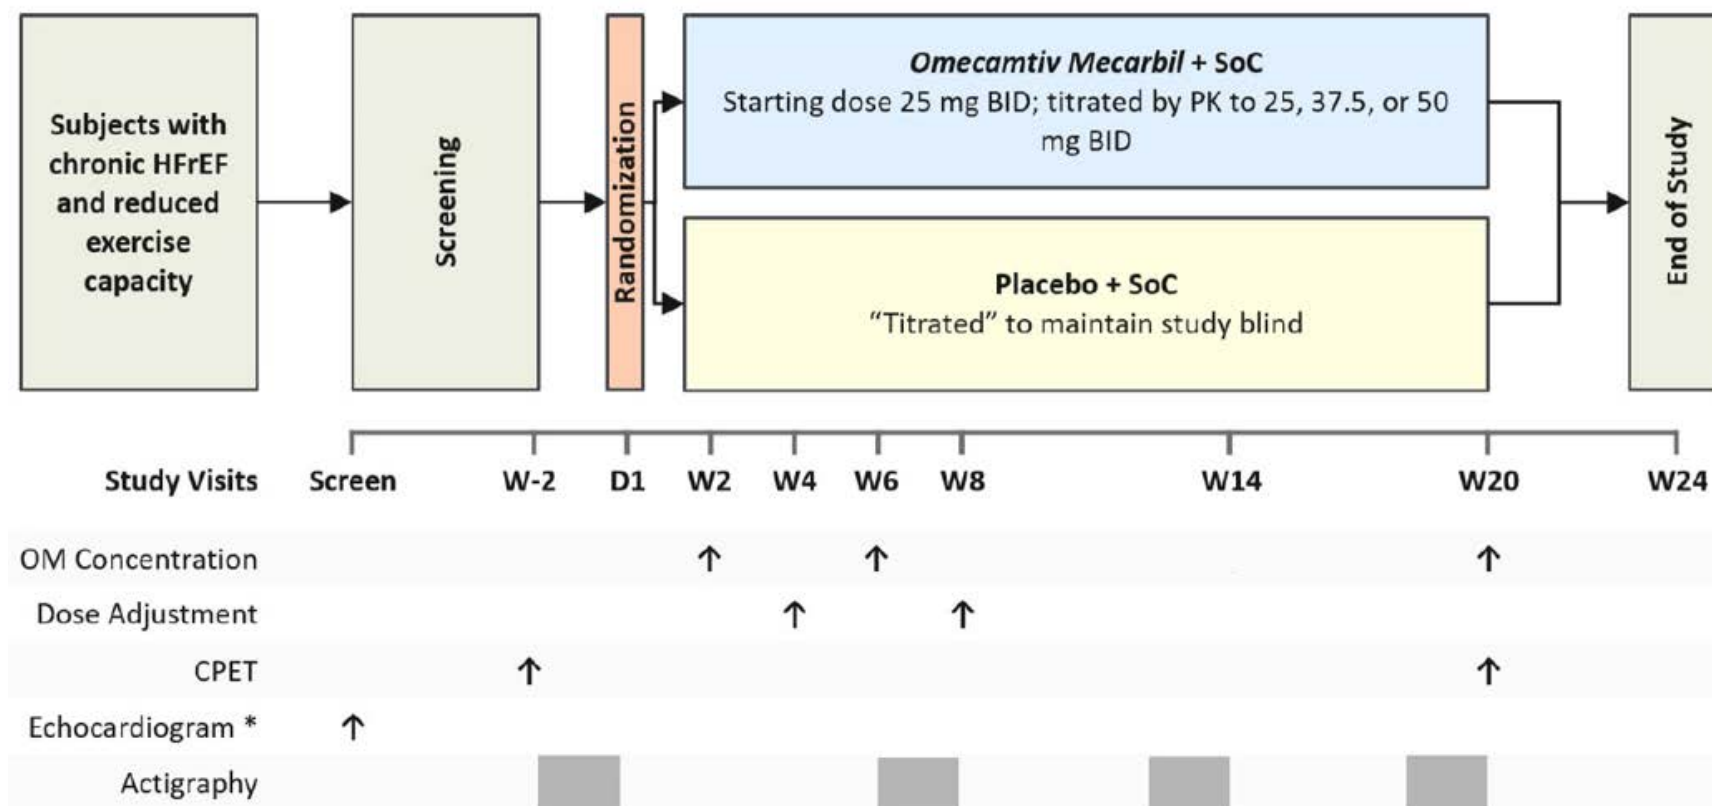 Subjects with
chronic HFrEF
and reduced
exercise
capacity
Screening
Randomization
Omecamtiv Mecarbil + SoC
Starting dose 25 mg BID; titrated by PK to 25, 37.5, or 50
mg BID
Placebo + SoC
“Titrated” to maintain study blind
End of Study
Study Visits Screen W-2 D1 W2 W4 W6 W8 W14 W20 W24
OM Concentration
Dose Adjustment
CPET
Echocardiogram *
Actigraphy